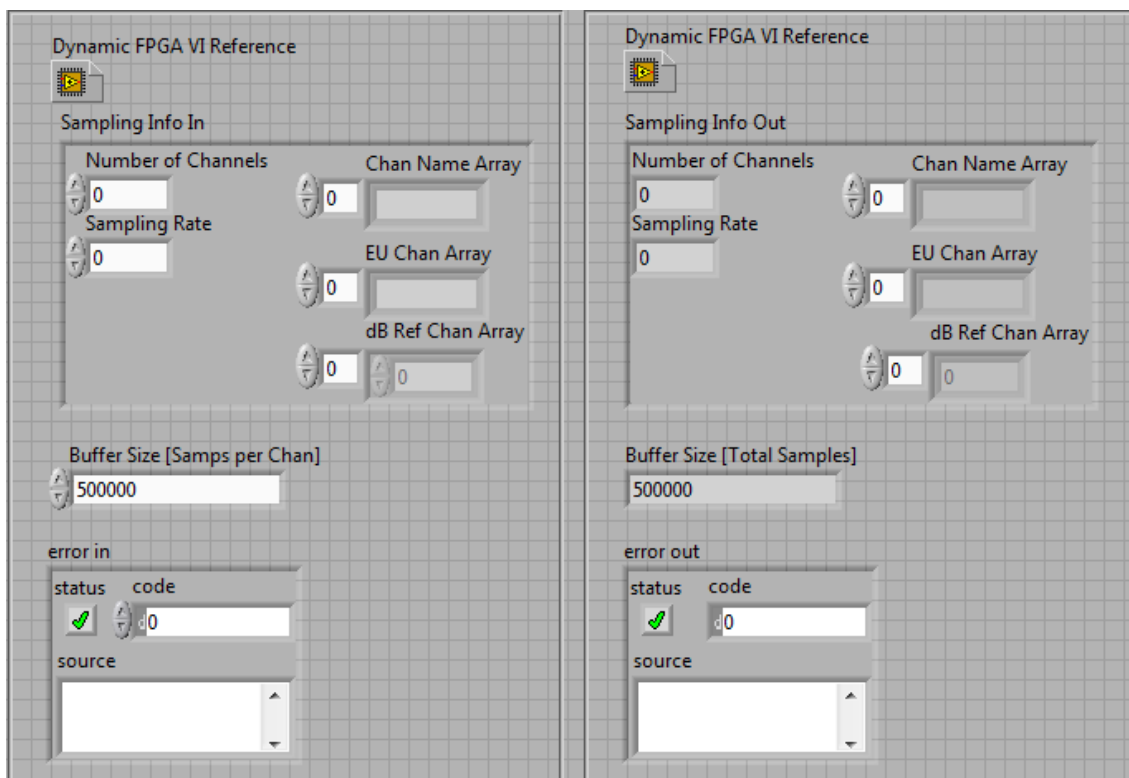 Dynamic FPGA VI Reference
Sampling Info In
Number of Channels
0
Sampling Rate
0
Chan Name Array
0
EU Chan Array
0
dB Ref Chan Array
0
0
Buffer Size [Samps per Chan]
500000
error in
status code
d0
source
Dynamic FPGA VI Reference
Sampling Info Out
Number of Channels
0
Sampling Rate
0
Chan Name Array
0
EU Chan Array
0
dB Ref Chan Array
0
0
Buffer Size [Total Samples]
500000
error out
status code
d0
source